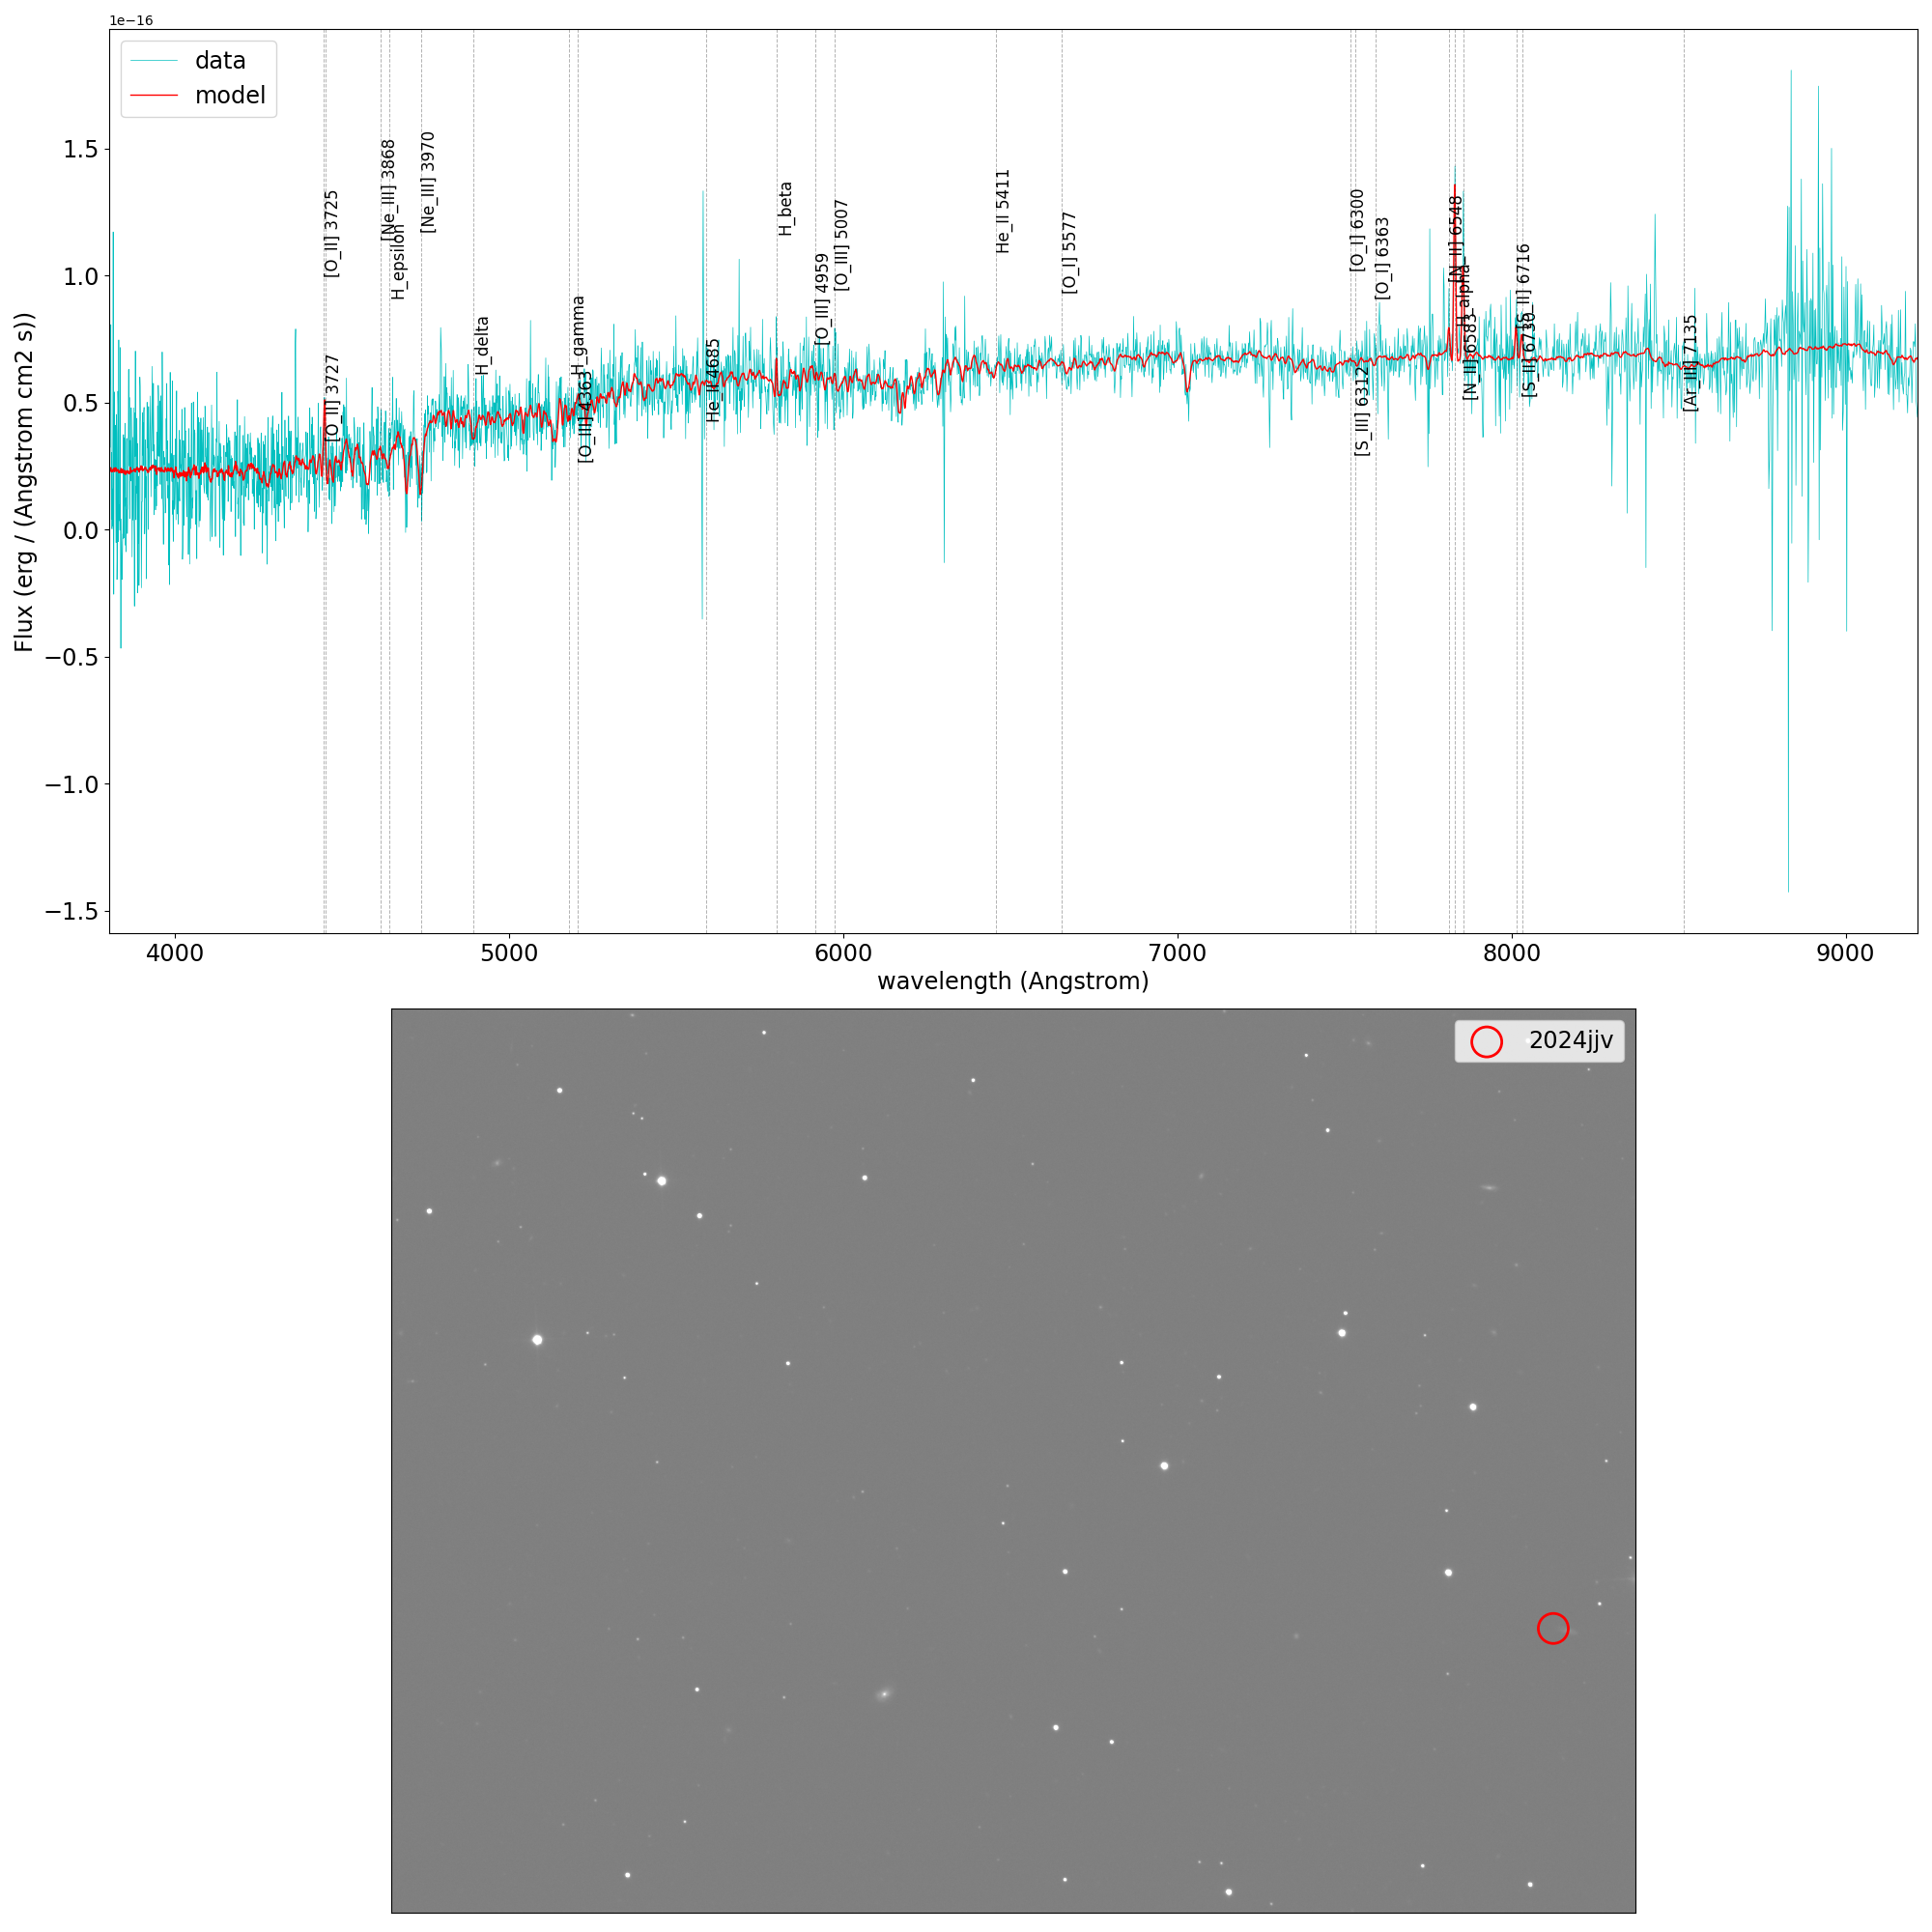 1e−16
data
model
[O_II] 3725
[O_II] 3727
[Ne_III] 3868
H_epsilon
[Ne_III] 3970
H_delta
H_gamma
[O_III] 4363
He_II 4685
H_beta
[O_III] 4959
[O_III] 5007
He_II 5411
[O_I] 5577
[O_I] 6300
[S_III] 6312
[O_I] 6363
[N_II] 6548
H_alpha
[N_II] 6583
[S_II] 6716
[S_II] 6730
[Ar_III] 7135
1.5
1.0
0.5
0.0
−0.5
−1.0
−1.5
Flux (erg / (Angstrom cm2 s))
4000 5000 6000 7000 8000 9000
wavelength (Angstrom)
2024jjv